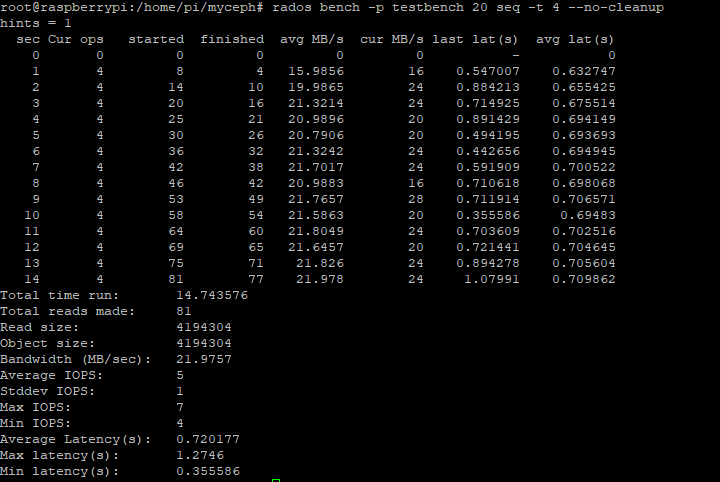 root@raspberrypi:/home/pi/myceph# rados bench -p testbench 20 seq -t 4 --no-cleanup
hints = 1
  sec Cur ops   started  finished  avg MB/s  cur MB/s last lat(s)  avg lat(s)
    0       0         0         0         0         0           -           0
    1       4         8         4   15.9856        16    0.547007    0.632747
    2       4        14        10   19.9865        24    0.884213    0.655425
    3       4        20        16   21.3214        24    0.714925    0.675514
    4       4        25        21   20.9896        20    0.891429    0.694149
    5       4        30        26   20.7906        20    0.494195    0.693693
    6       4        36        32   21.3242        24    0.442656    0.694945
    7       4        42        38   21.7017        24    0.591909    0.700522
    8       4        46        42   20.9883        16    0.710618    0.698068
    9       4        53        49   21.7657        28    0.711914    0.706571
   10       4        58        54   21.5863        20    0.355586     0.69483
   11       4        64        60   21.8049        24    0.703609    0.702516
   12       4        69        65   21.6457        20    0.721441    0.704645
   13       4        75        71    21.826        24    0.894278    0.705604
   14       4        81        77    21.978        24     1.07991    0.709862
Total time run:       14.743576
Total reads made:     81
Read size:            4194304
Object size:          4194304
Bandwidth (MB/sec):   21.9757
Average IOPS:         5
Stddev IOPS:          1
Max IOPS:             7
Min IOPS:             4
Average Latency(s):   0.720177
Max latency(s):       1.2746
Min latency(s):       0.355586